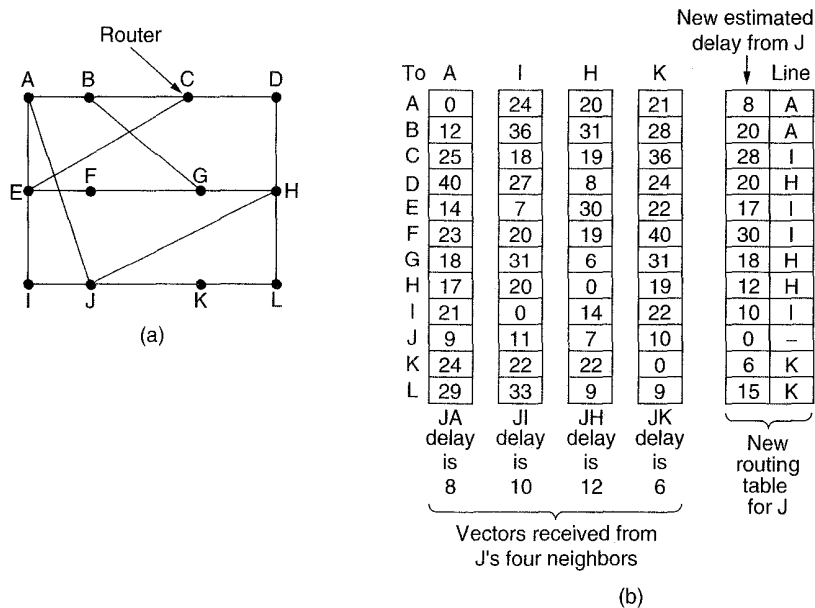 Router
A B C D
E F G H
I J K L
(a)
New estimated
delay from J
To A I H K Line
A 0 24 20 21 8 A
B 12 36 31 28 20 A
C 25 18 19 36 28 I
D 40 27 8 24 20 H
E 14 7 30 22 17 I
F 23 20 19 40 30 I
G 18 31 6 31 18 H
H 17 20 0 19 12 H
I 21 0 14 22 10 I
J 9 11 7 10 0 –
K 24 22 22 0 6 K
L 29 33 9 9 15 K
JA JI JH JK
delay delay delay delay
is is is is
8 10 12 6
New
routing
table
for J
Vectors received from
J's four neighbors
(b)